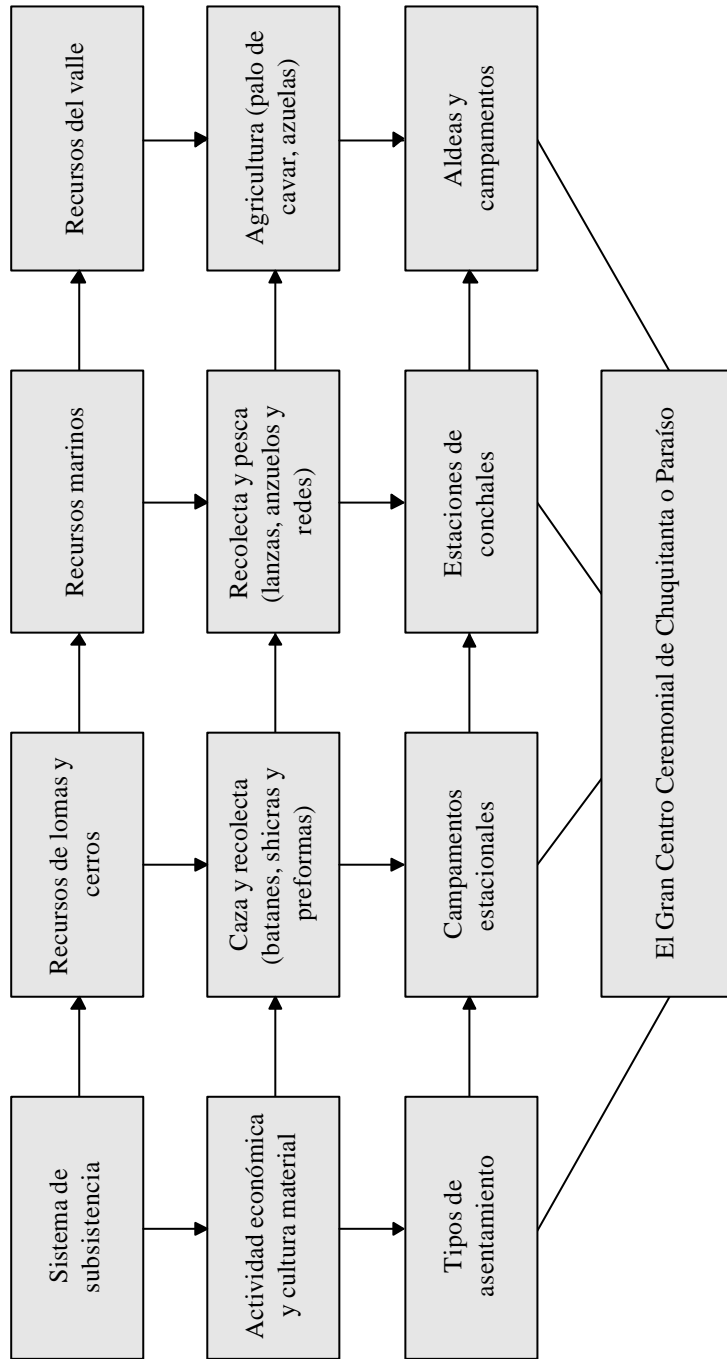 Sistema de
subsistencia
Recursos de lomas y
cerros
Recursos marinos
Recursos del valle
Actividad económica
y cultura material
Caza y recolecta
(batanes, shicras y
preformas)
Recolecta y pesca
(lanzas, anzuelos y
redes)
Agricultura (palo de
cavar, azuelas)
Tipos de
asentamiento
Campamentos
estacionales
Estaciones de
conchales
Aldeas y
campamentos
El Gran Centro Ceremonial de Chuquitanta o Paraíso